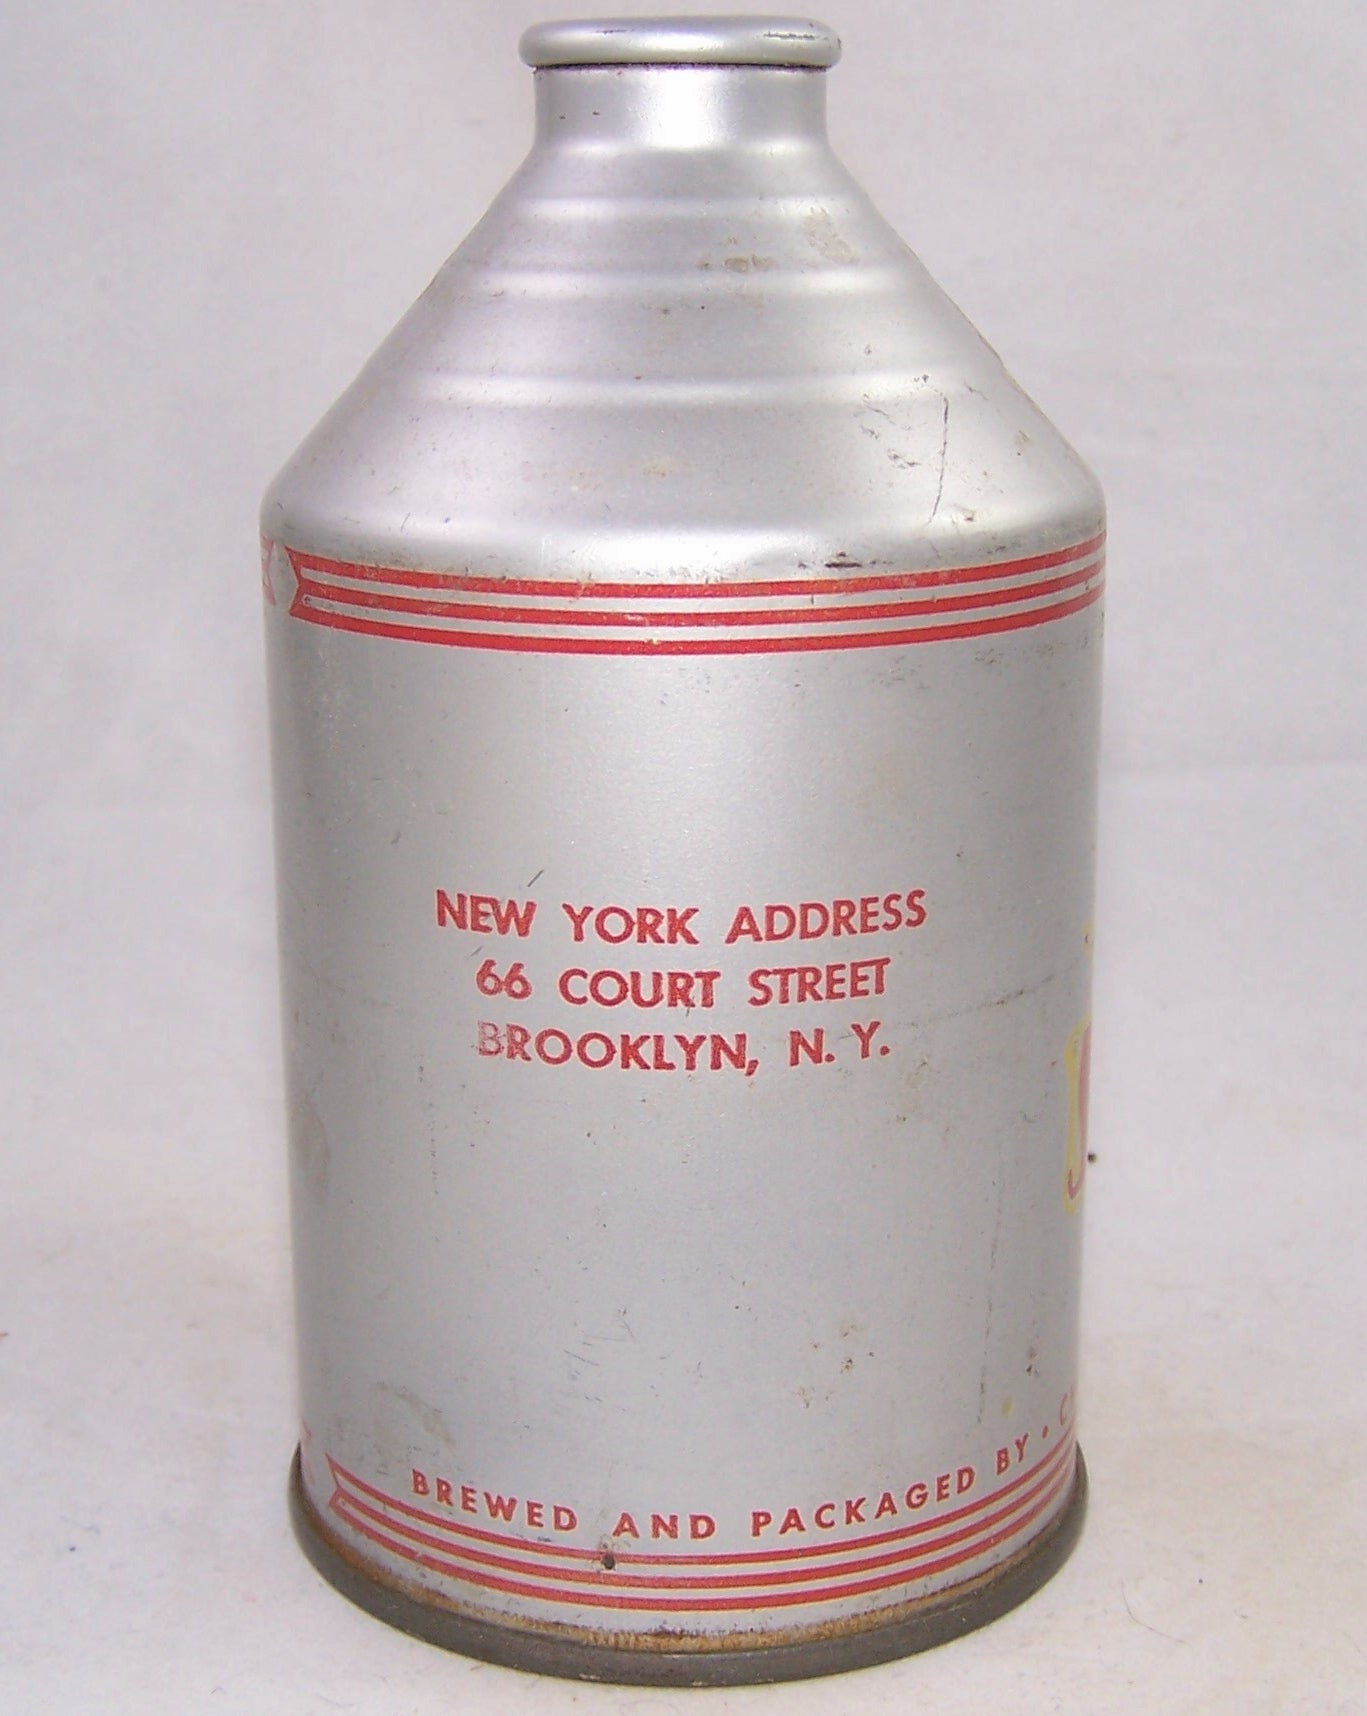 NEW YORK ADDRESS
66 COURT STREET
BROOKLYN, N. Y.
BREWED AND PACKAGED BY •